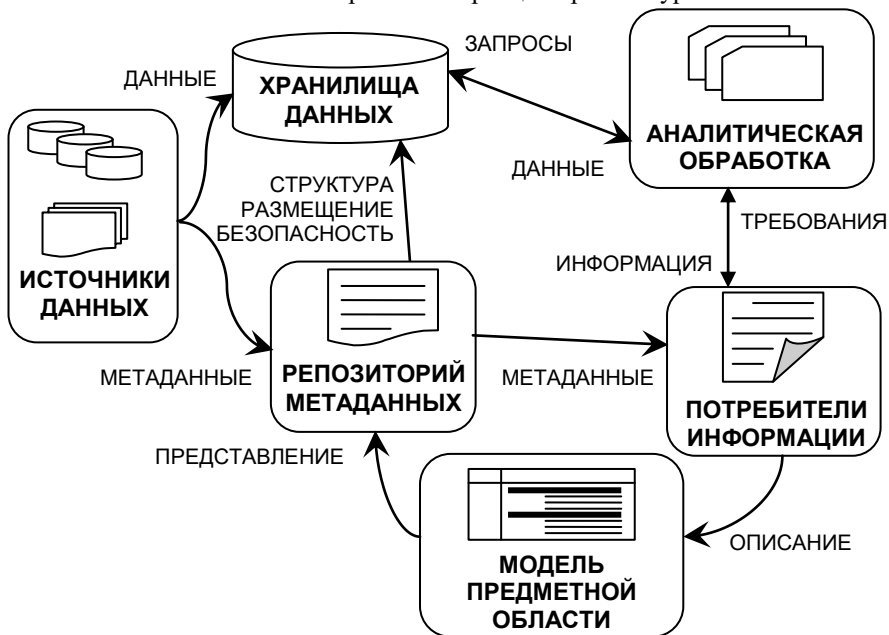 ЗАПРОСЫ
ДАННЫЕ
ХРАНИЛИЩА
ДАННЫХ
АНАЛИТИЧЕСКАЯ
ОБРАБОТКА
ДАННЫЕ
СТРУКТУРА
РАЗМЕЩЕНИЕ
БЕЗОПАСНОСТЬ
ТРЕБОВАНИЯ
ИНФОРМАЦИЯ
ИСТОЧНИКИ
ДАННЫХ
МЕТАДАННЫЕ
РЕПОЗИТОРИЙ
МЕТАДАННЫХ
МЕТАДАННЫЕ
ПОТРЕБИТЕЛИ
ИНФОРМАЦИИ
ПРЕДСТАВЛЕНИЕ
ОПИСАНИЕ
МОДЕЛЬ
ПРЕДМЕТНОЙ
ОБЛАСТИ